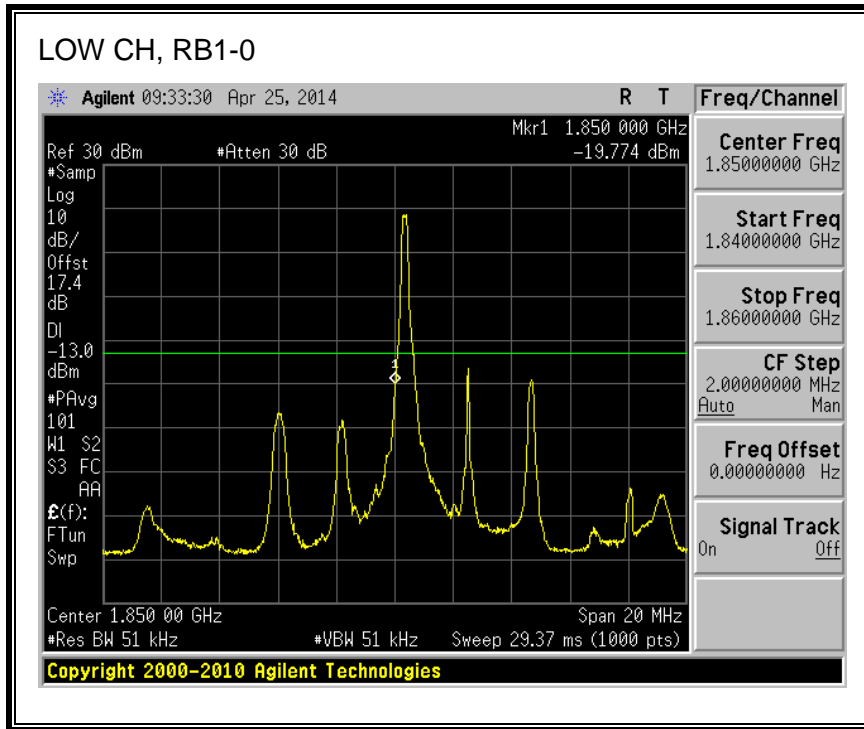 LOW CH, RB1-0
Agilent 09:33:30 Apr 25, 2014 R T
Mkr1 1.850 000 GHz
Ref 30 dBm #Atten 30 dB -19.774 dBm
#Samp
Log
10
dB/
Offst
17.4
dB
DI
-13.0
dBm
#PAvg
101
W1 S2
S3 FC
AA
£(f):
FTun
Swp
1
Center 1.850 00 GHz Span 20 MHz
#Res BW 51 kHz #VBW 51 kHz Sweep 29.37 ms (1000 pts)
Copyright 2000-2010 Agilent Technologies
Freq/Channel
Center Freq
1.85000000 GHz
Start Freq
1.84000000 GHz
Stop Freq
1.86000000 GHz
CF Step
2.00000000 MHz
Auto Man
Freq Offset
0.00000000 Hz
Signal Track
On Off